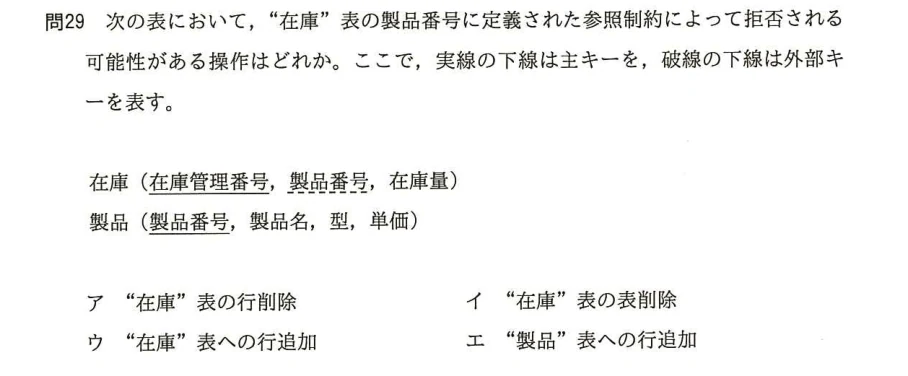 問29 次の表において,“在庫”表の製品番号に定義された参照制約によって拒否される
可能性がある操作はどれか。ここで,実線の下線は主キーを,破線の下線は外部キ
ーを表す。
在庫(在庫管理番号,製品番号,在庫量)
製品(製品番号,製品名,型,単価)
ア “在庫”表の行削除 イ “在庫”表の表削除
ウ “在庫”表への行追加 エ “製品”表への行追加